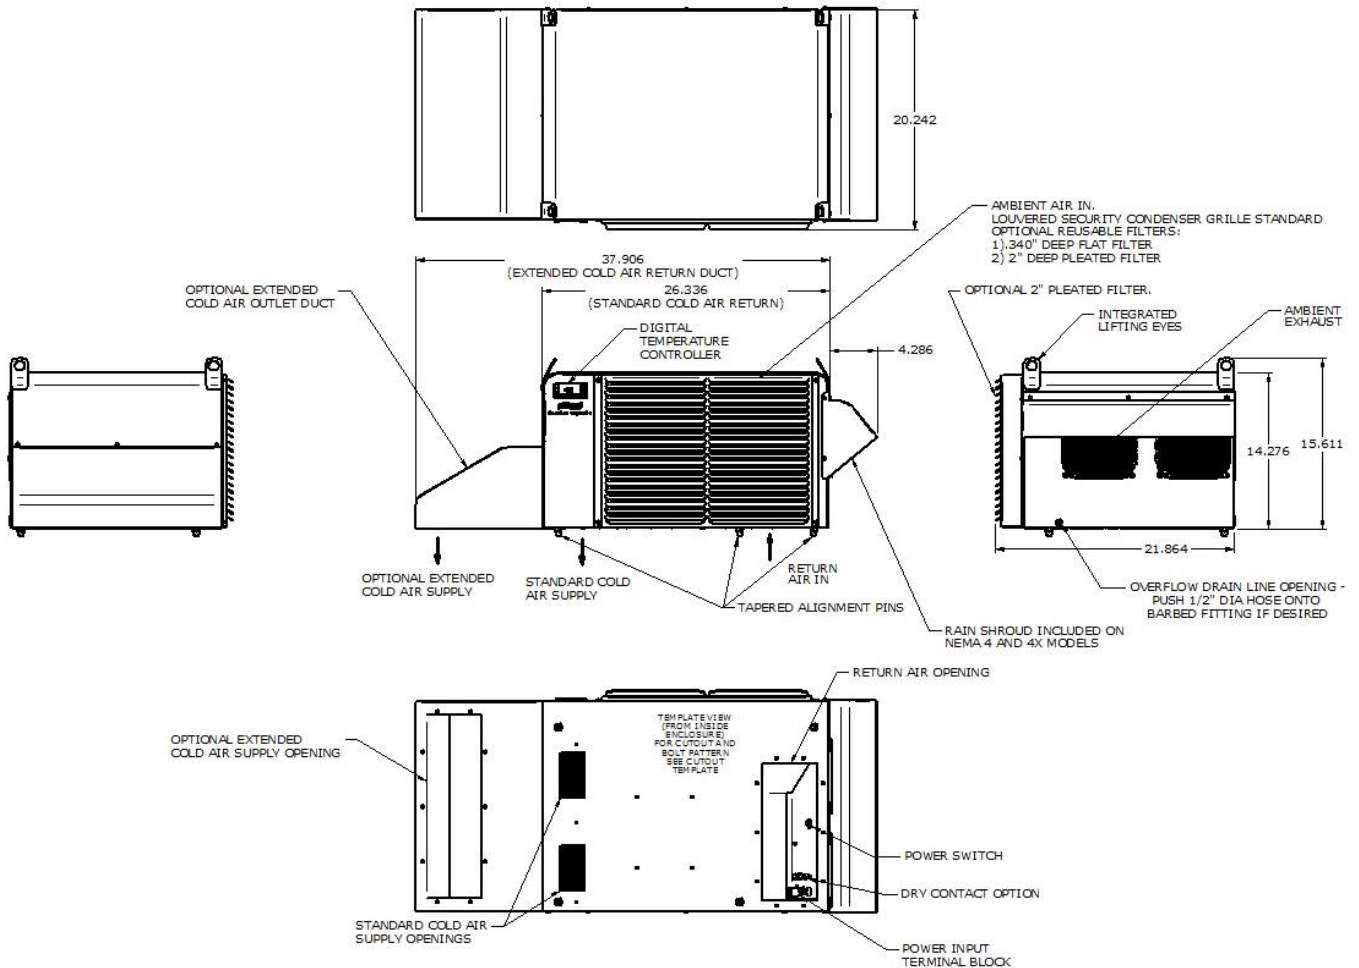 20.242
AMBIENT AIR IN.
LOUVERED SECURITY CONDENSER GRILLE STANDARD
OPTIONAL REUSABLE FILTERS:
1).340" DEEP FLAT FILTER
2) 2" DEEP PLEATED FILTER
37.906
(EXTENDED COLD AIR RETURN DUCT)
26.336
(STANDARD COLD AIR RETURN)
OPTIONAL EXTENDED
COLD AIR OUTLET DUCT
DIGITAL
TEMPERATURE
CONTROLLER
4.286
OPTIONAL 2" PLEATED FILTER.
INTEGRATED
LIFTING EYES
AMBIENT
EXHAUST
14.276
15.611
21.864
OPTIONAL EXTENDED
COLD AIR SUPPLY
STANDARD COLD
AIR SUPPLY
RETURN
AIR IN
TAPERED ALIGNMENT PINS
OVERFLOW DRAIN LINE OPENING -
PUSH 1/2" DIA HOSE ONTO
BARBED FITTING IF DESIRED
RAIN SHROUD INCLUDED ON
NEMA 4 AND 4X MODELS
RETURN AIR OPENING
OPTIONAL EXTENDED
COLD AIR SUPPLY OPENING
TEMPLATE VIEW
(FROM INSIDE
ENCLOSURE)
FOR CUTOUT AND
BOLT PATTERN
SEE CUTOUT
TEMPLATE
POWER SWITCH
DRY CONTACT OPTION
STANDARD COLD AIR
SUPPLY OPENINGS
POWER INPUT
TERMINAL BLOCK